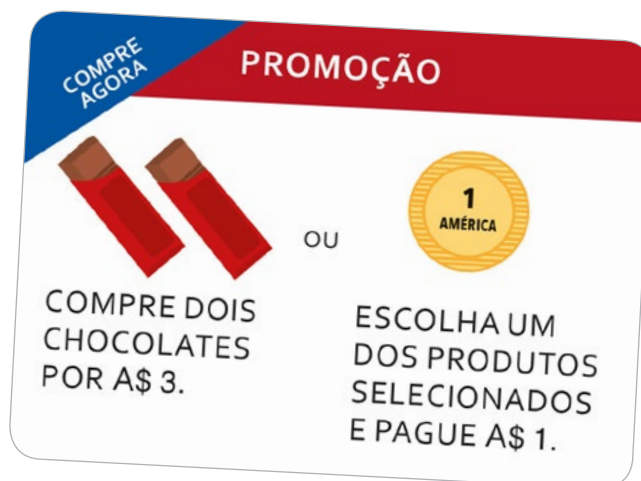 COMPRE
AGORA
PROMOÇÃO
OU
1
AMÉRICA
COMPRE DOIS
CHOCOLATES
POR A$ 3.
ESCOLHA UM
DOS PRODUTOS
SELECIONADOS
E PAGUE A$ 1.